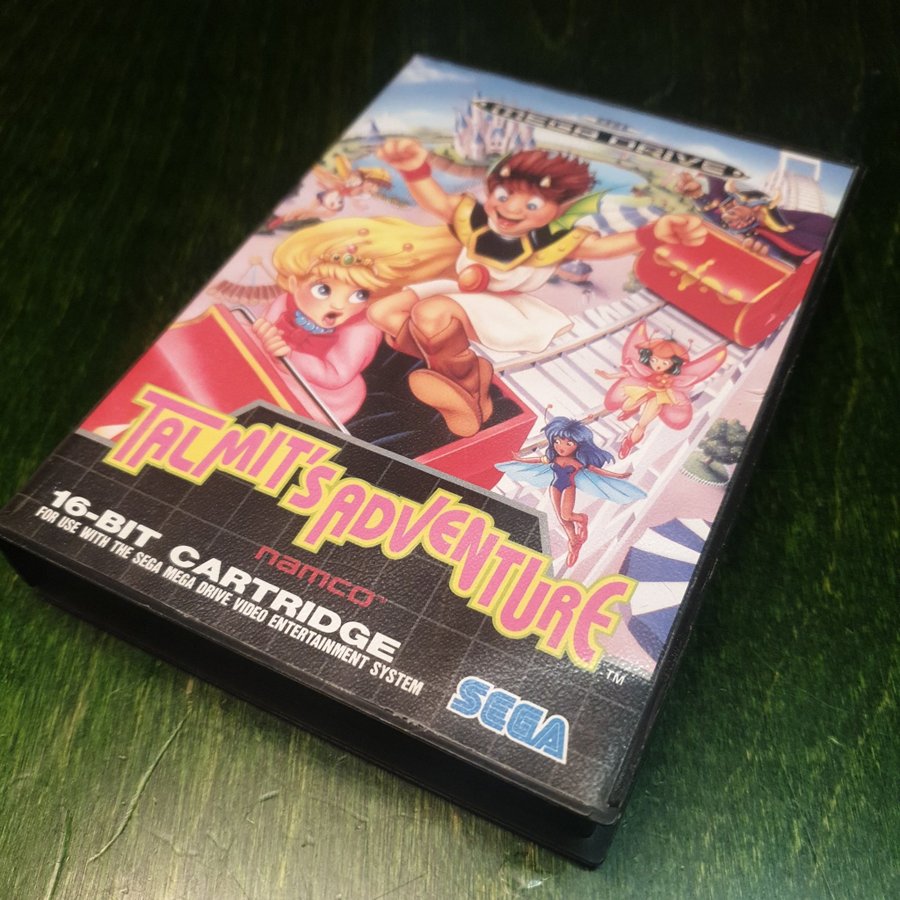 SEGA
MEGA DRIVE
TALMIT'S ADVENTURE
TM
namco
16-BIT CARTRIDGE
FOR USE WITH THE SEGA MEGA DRIVE VIDEO ENTERTAINMENT SYSTEM
SEGA